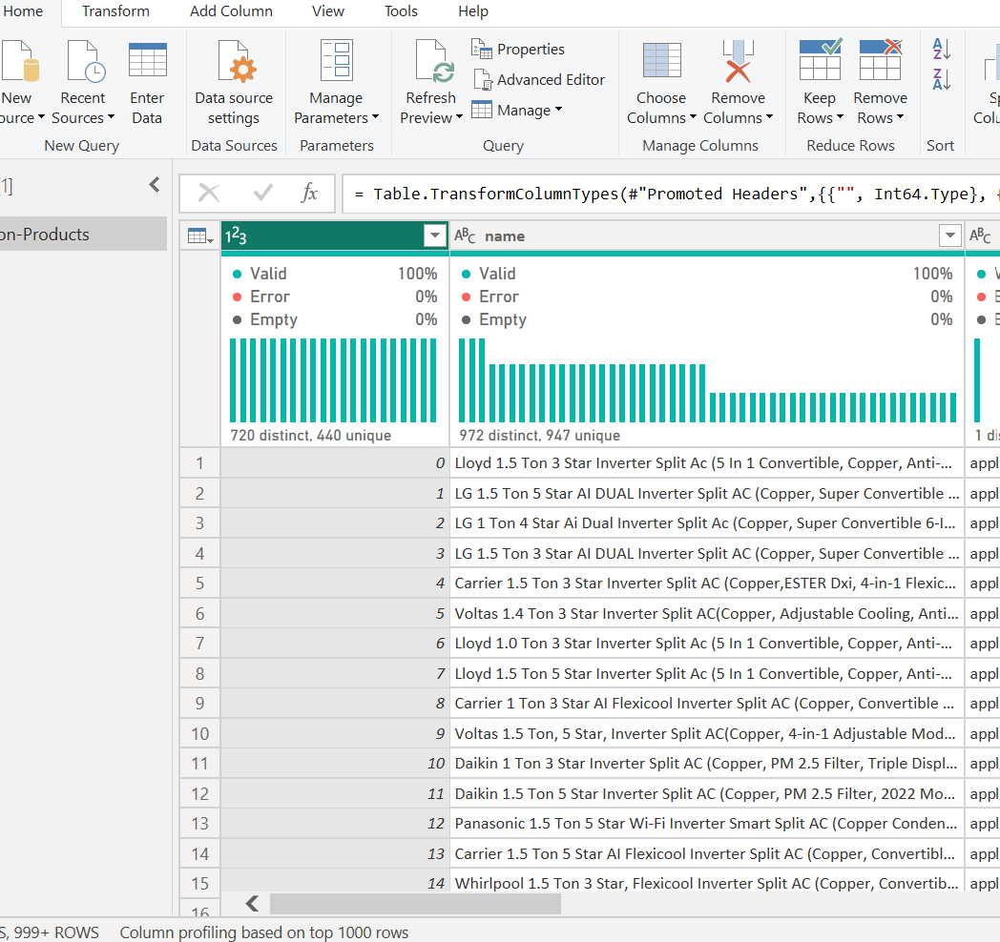 Home Transform Add Column View Tools Help
New Recent Enter Data source Manage Refresh Properties Advanced Editor Manage Choose Remove Keep Remove
ource Sources Data settings Parameters Preview Columns Columns Rows Rows
New Query Data Sources Parameters Query Manage Columns Reduce Rows Sort
[1]
on-Products
fx = Table.TransformColumnTypes(#"Promoted Headers",{{"", Int64.Type}, {
123 ABC name ABC
Valid 100% Valid 100%
Error 0% Error 0%
Empty 0% Empty 0%
720 distinct, 440 unique 972 distinct, 947 unique 1 di
1 0 Lloyd 1.5 Ton 3 Star Inverter Split Ac (5 In 1 Convertible, Copper, Anti-... appl
2 1 LG 1.5 Ton 5 Star AI DUAL Inverter Split AC (Copper, Super Convertible ... appl
3 2 LG 1 Ton 4 Star Ai Dual Inverter Split Ac (Copper, Super Convertible 6-I... appl
4 3 LG 1.5 Ton 3 Star AI DUAL Inverter Split AC (Copper, Super Convertible ... appl
5 4 Carrier 1.5 Ton 3 Star Inverter Split AC (Copper,ESTER Dxi, 4-in-1 Flexic... appl
6 5 Voltas 1.4 Ton 3 Star Inverter Split AC(Copper, Adjustable Cooling, Anti... appl
7 6 Lloyd 1.0 Ton 3 Star Inverter Split Ac (5 In 1 Convertible, Copper, Anti-... appl
8 7 Lloyd 1.5 Ton 5 Star Inverter Split Ac (5 In 1 Convertible, Copper, Anti-... appl
9 8 Carrier 1 Ton 3 Star AI Flexicool Inverter Split AC (Copper, Convertible ... appl
10 9 Voltas 1.5 Ton, 5 Star, Inverter Split AC(Copper, 4-in-1 Adjustable Mod... appl
11 10 Daikin 1 Ton 3 Star Inverter Split AC (Copper, PM 2.5 Filter, Triple Displ... appl
12 11 Daikin 1.5 Ton 5 Star Inverter Split AC (Copper, PM 2.5 Filter, 2022 Mo... appl
13 12 Panasonic 1.5 Ton 5 Star Wi-Fi Inverter Smart Split AC (Copper Conden... appl
14 13 Carrier 1.5 Ton 5 Star AI Flexicool Inverter Split AC (Copper, Convertibl... appl
15 14 Whirlpool 1.5 Ton 3 Star, Flexicool Inverter Split AC (Copper, Convertib... appl
16
S, 999+ ROWS Column profiling based on top 1000 rows